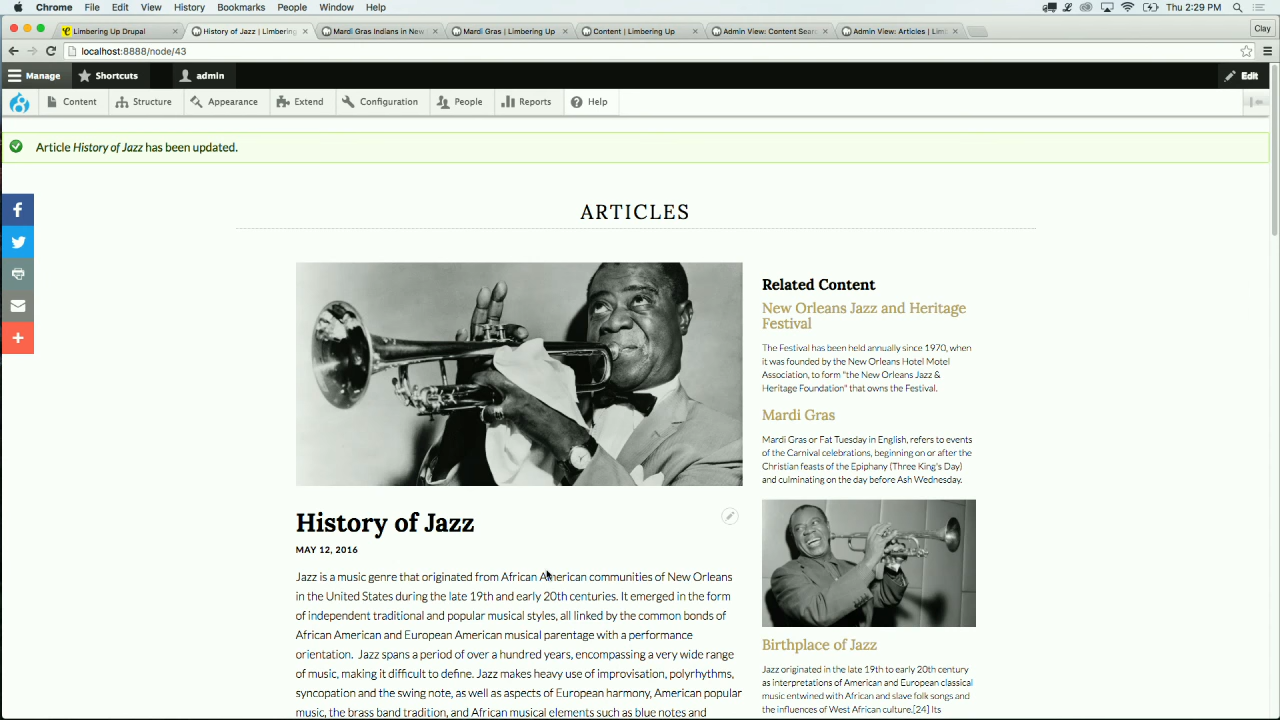 Chrome File Edit View History Bookmarks People Window Help Thu 2:29 PM
Limbering Up Drupal History of Jazz | Limbering Mardi Gras Indians in New Mardi Gras | Limbering Up Content | Limbering Up Admin View: Content Sear Admin View: Articles | Lim Clay
localhost:8888/node/43
Manage Shortcuts admin Edit
Content Structure Appearance Extend Configuration People Reports Help
Article History of Jazz has been updated.
ARTICLES
History of Jazz
MAY 12, 2016
Jazz is a music genre that originated from African American communities of New Orleans
in the United States during the late 19th and early 20th centuries. It emerged in the form
of independent traditional and popular musical styles, all linked by the common bonds of
African American and European American musical parentage with a performance
orientation. Jazz spans a period of over a hundred years, encompassing a very wide range
of music, making it difficult to define. Jazz makes heavy use of improvisation, polyrhythms,
syncopation and the swing note, as well as aspects of European harmony, American popular
music, the brass band tradition, and African musical elements such as blue notes and
Related Content
New Orleans Jazz and Heritage
Festival
The Festival has been held annually since 1970, when
it was founded by the New Orleans Hotel Motel
Association, to form "the New Orleans Jazz &
Heritage Foundation" that owns the Festival.
Mardi Gras
Mardi Gras or Fat Tuesday in English, refers to events
of the Carnival celebrations, beginning on or after the
Christian feasts of the Epiphany (Three King's Day)
and culminating on the day before Ash Wednesday.
Birthplace of Jazz
Jazz originated in the late 19th to early 20th century
as interpretations of American and European classical
music entwined with African and slave folk songs and
the influences of West African culture.[24] Its